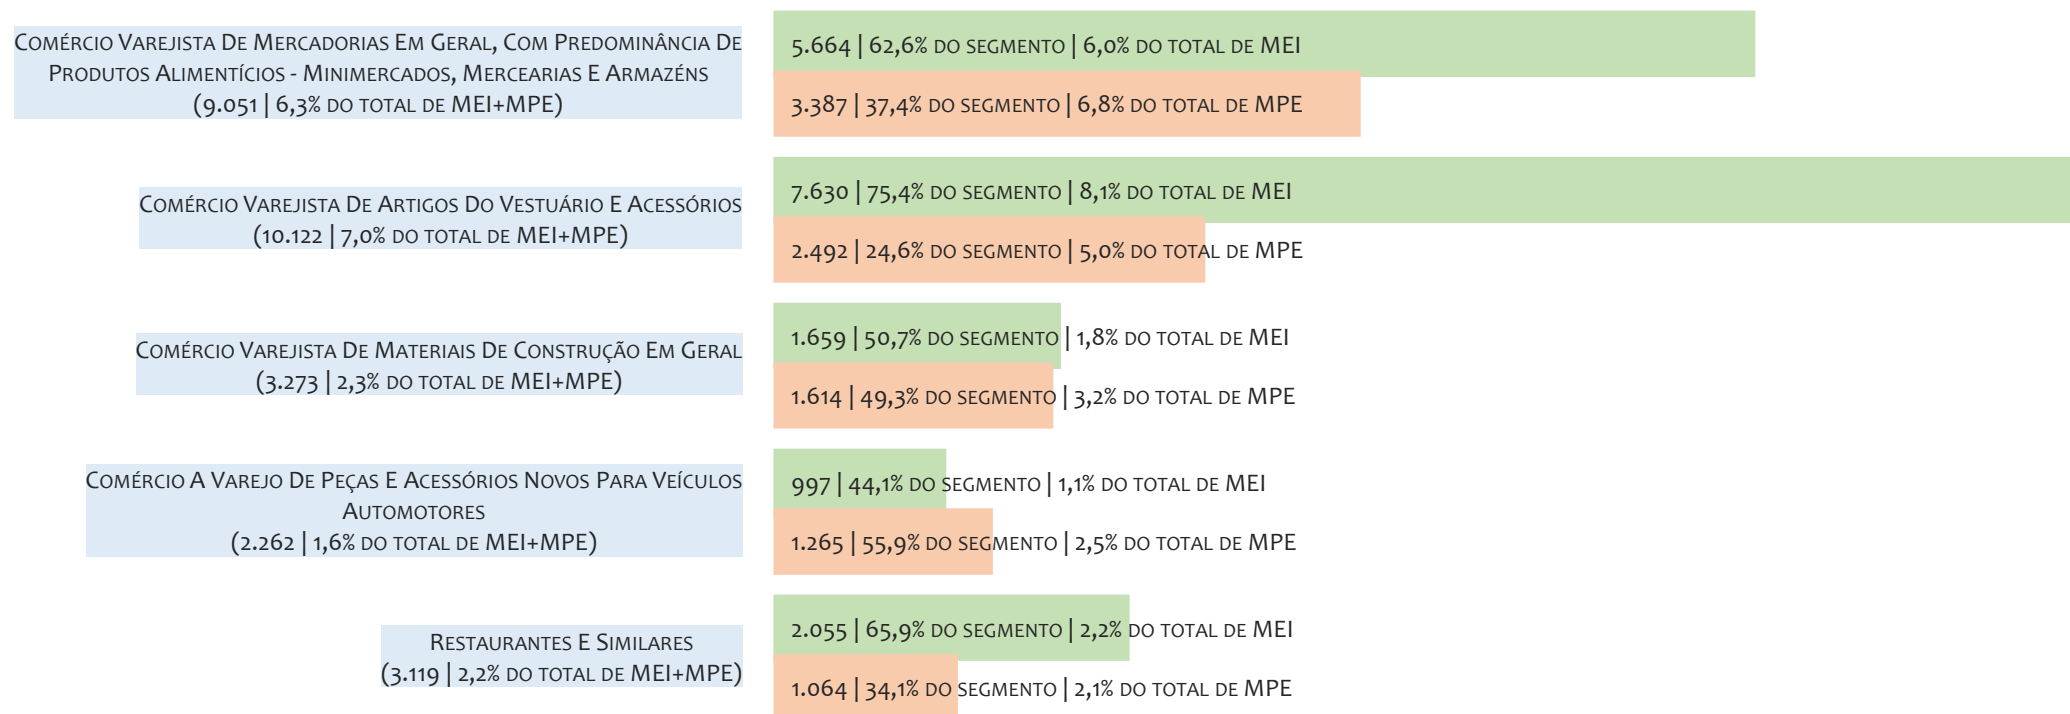 Comércio Varejista De Mercadorias Em Geral, Com Predominância De
Produtos Alimentícios - Minimercados, Mercearias E Armazéns
(9.051 | 6,3% do total de MEI+MPE)
5.664 | 62,6% do segmento | 6,0% do total de MEI
3.387 | 37,4% do segmento | 6,8% do total de MPE
Comércio Varejista De Artigos Do Vestuário E Acessórios
(10.122 | 7,0% do total de MEI+MPE)
7.630 | 75,4% do segmento | 8,1% do total de MEI
2.492 | 24,6% do segmento | 5,0% do total de MPE
Comércio Varejista De Materiais De Construção Em Geral
(3.273 | 2,3% do total de MEI+MPE)
1.659 | 50,7% do segmento | 1,8% do total de MEI
1.614 | 49,3% do segmento | 3,2% do total de MPE
Comércio A Varejo De Peças E Acessórios Novos Para Veículos
Automotores
(2.262 | 1,6% do total de MEI+MPE)
997 | 44,1% do segmento | 1,1% do total de MEI
1.265 | 55,9% do segmento | 2,5% do total de MPE
Restaurantes E Similares
(3.119 | 2,2% do total de MEI+MPE)
2.055 | 65,9% do segmento | 2,2% do total de MEI
1.064 | 34,1% do segmento | 2,1% do total de MPE